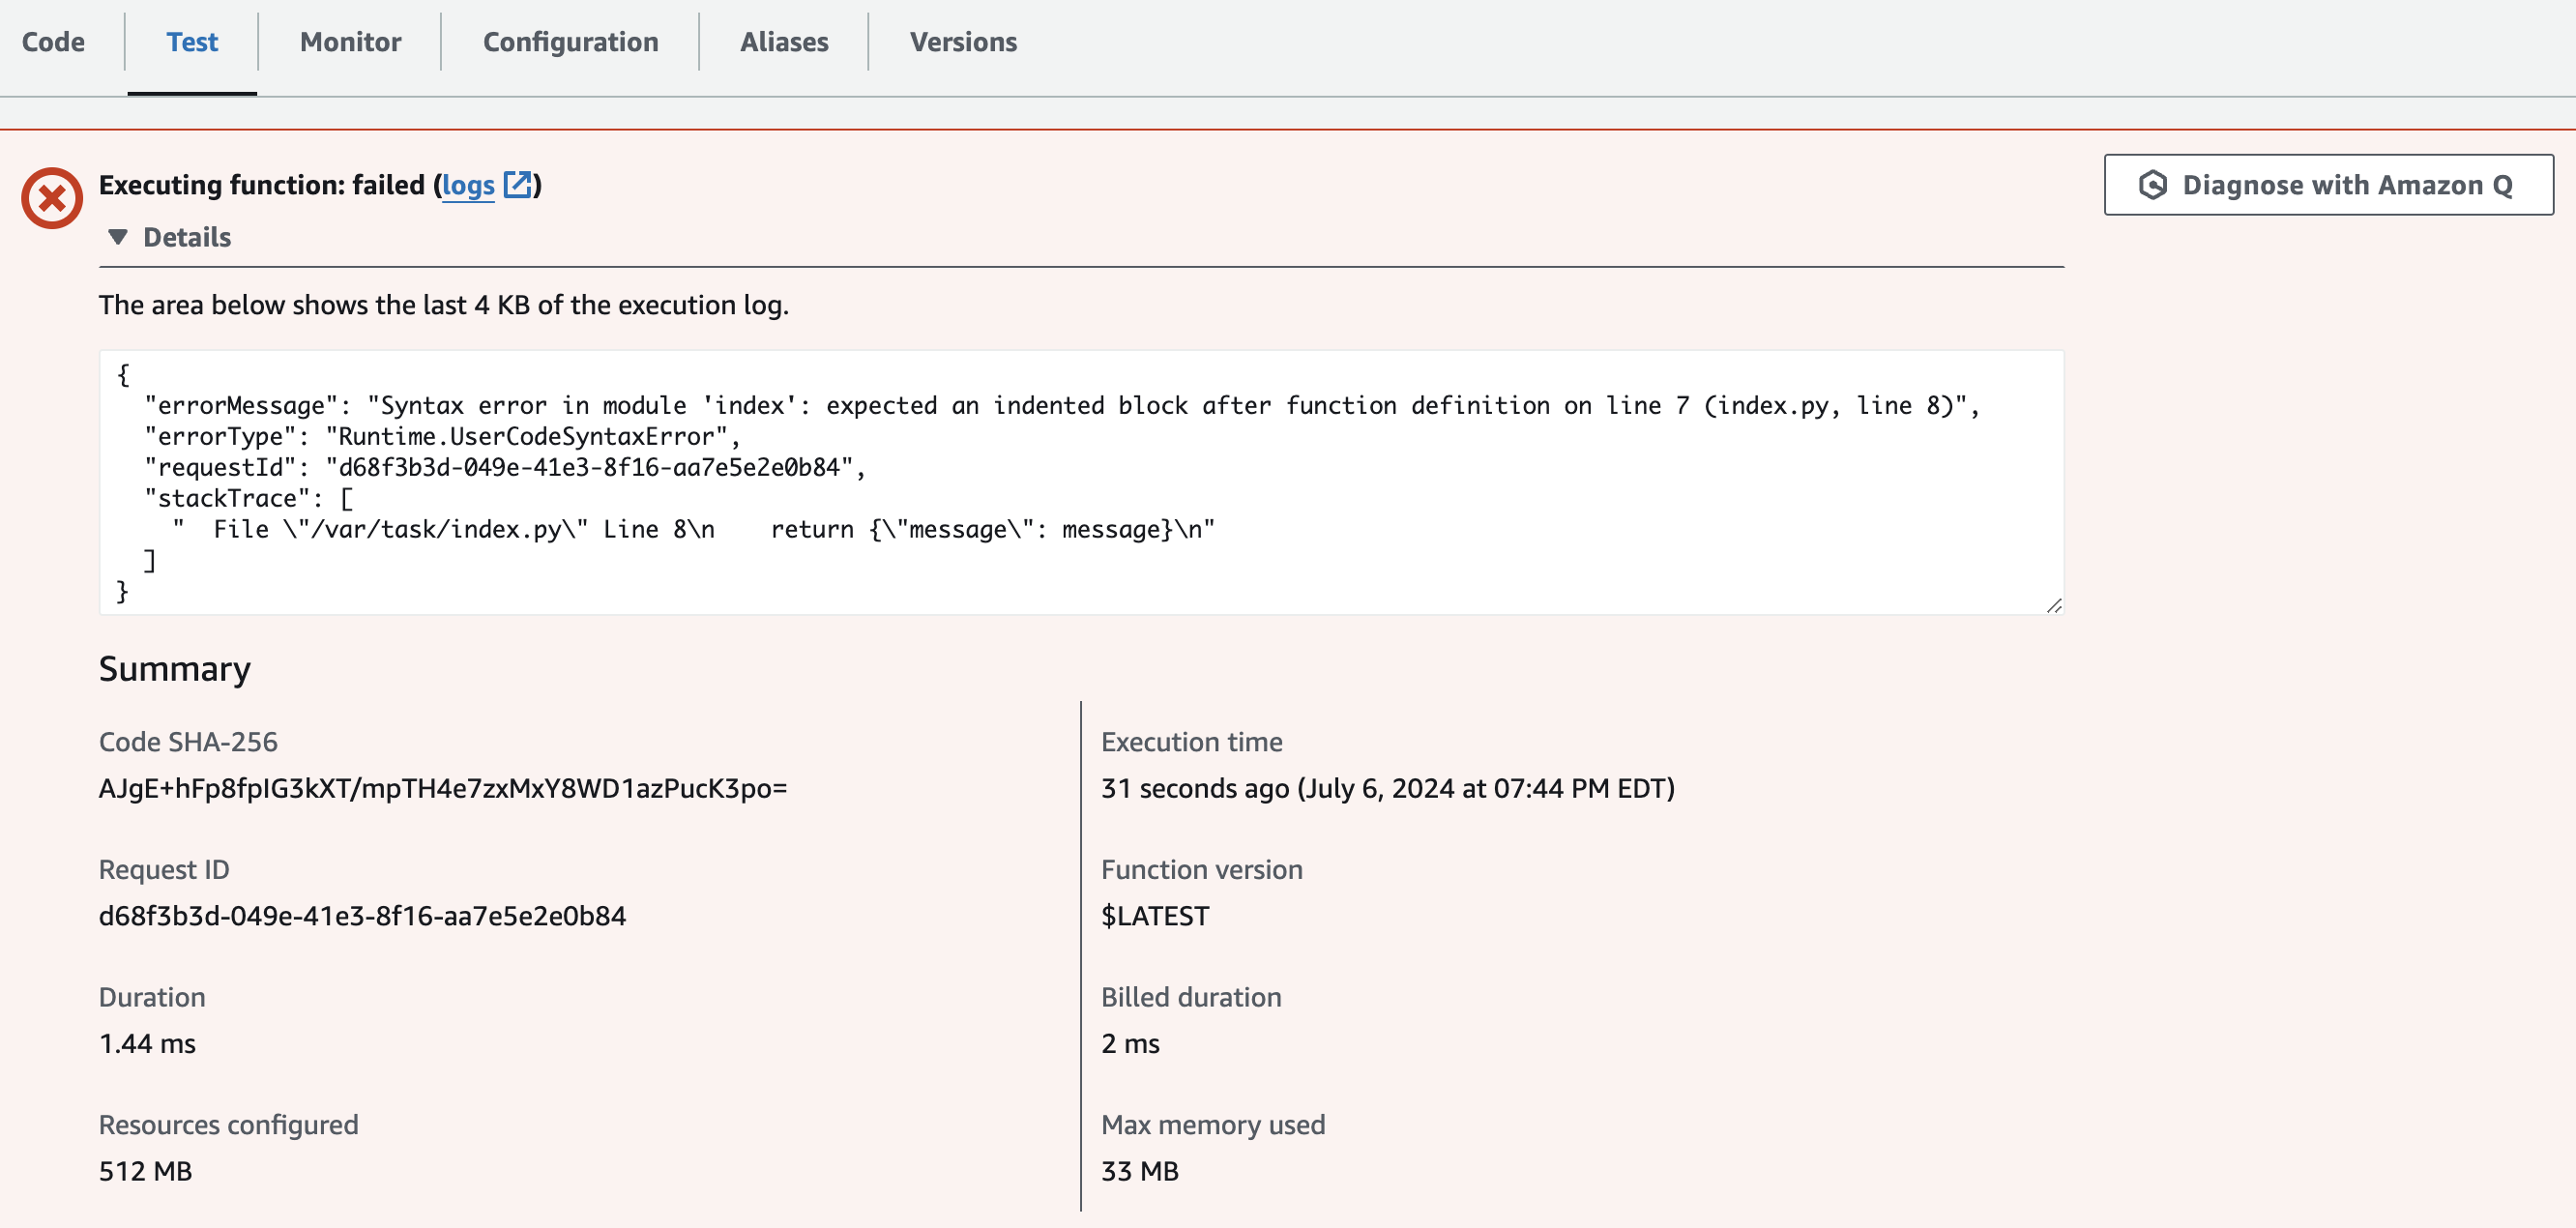 Code Test Monitor Configuration Aliases Versions
Executing function: failed (logs)
Diagnose with Amazon Q
Details
The area below shows the last 4 KB of the execution log.
{
  "errorMessage": "Syntax error in module 'index': expected an indented block after function definition on line 7 (index.py, line 8)",
  "errorType": "Runtime.UserCodeSyntaxError",
  "requestId": "d68f3b3d-049e-41e3-8f16-aa7e5e2e0b84",
  "stackTrace": [
    "  File \"/var/task/index.py\" Line 8\n    return {\"message\": message}\n"
  ]
}
Summary
Code SHA-256
AJgE+hFp8fpIG3kXT/mpTH4e7zxMxY8WD1azPucK3po=
Execution time
31 seconds ago (July 6, 2024 at 07:44 PM EDT)
Request ID
d68f3b3d-049e-41e3-8f16-aa7e5e2e0b84
Function version
$LATEST
Duration
1.44 ms
Billed duration
2 ms
Resources configured
512 MB
Max memory used
33 MB